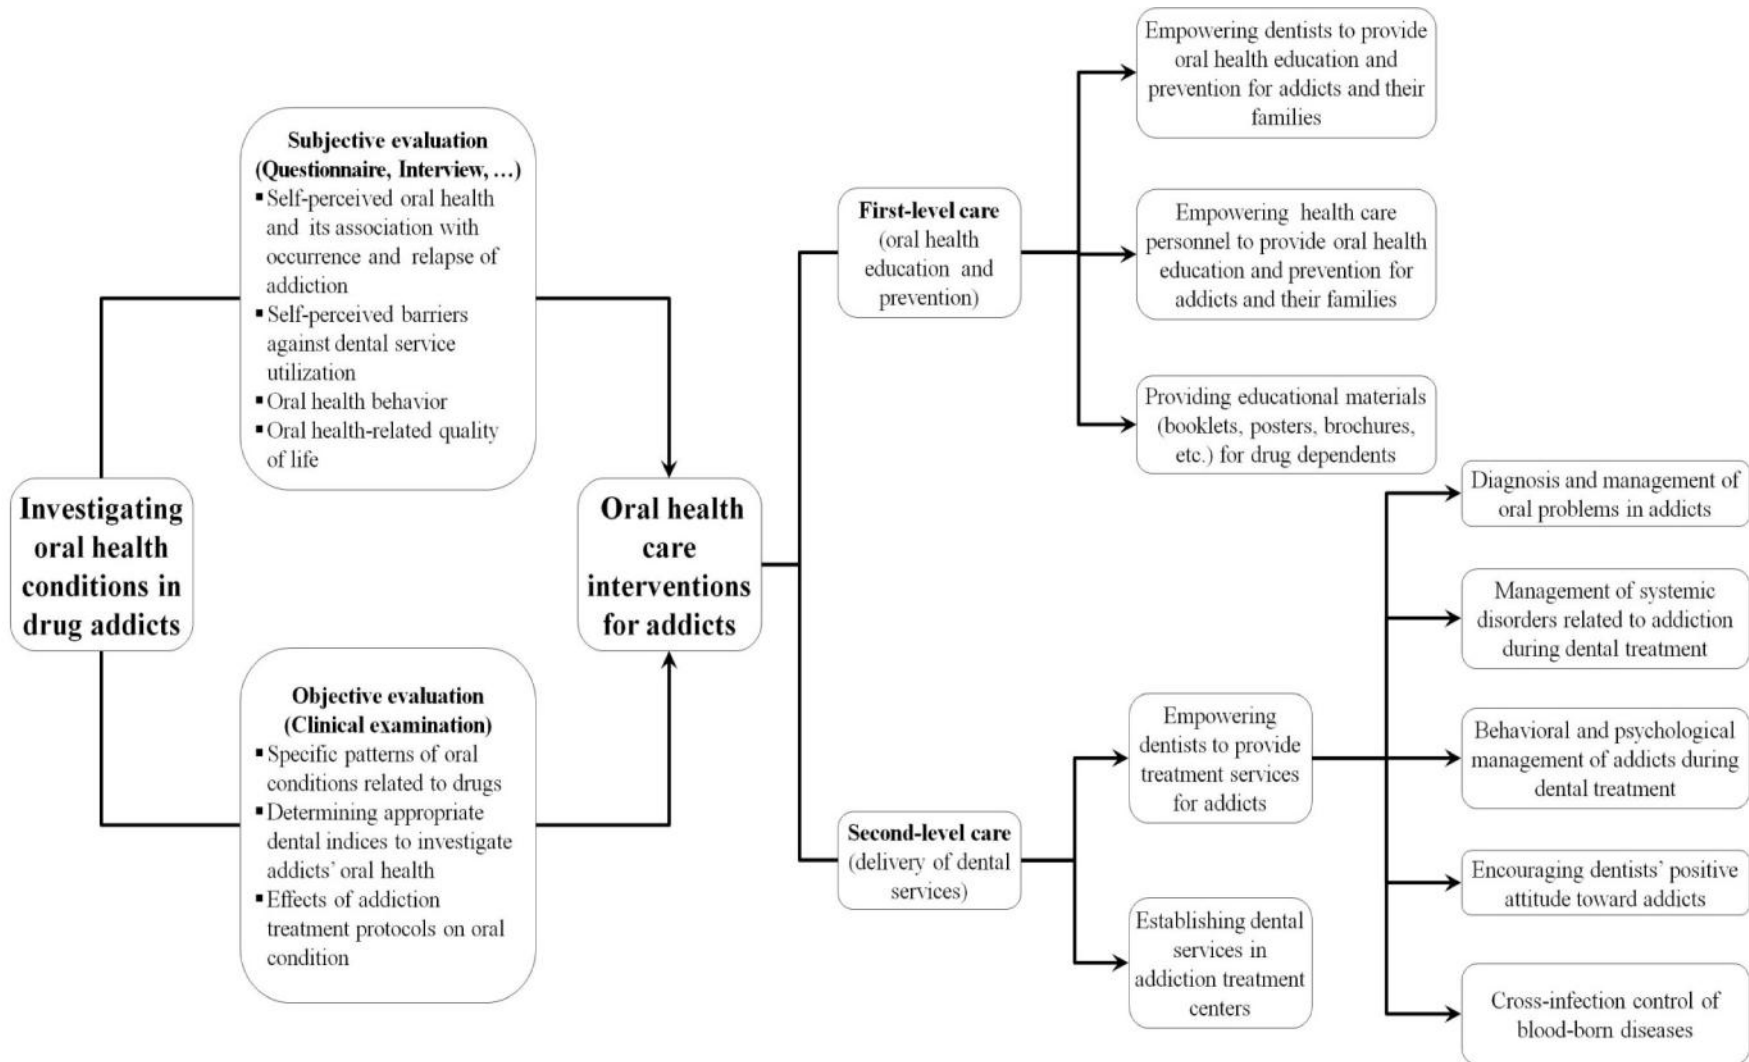 Investigating
oral health
conditions in
drug addicts
Subjective evaluation
(Questionnaire, Interview, …)
▪ Self-perceived oral health
and its association with
occurrence and relapse of
addiction
▪ Self-perceived barriers
against dental service
utilization
▪ Oral health behavior
▪ Oral health-related quality
of life
Objective evaluation
(Clinical examination)
▪ Specific patterns of oral
conditions related to drugs
▪ Determining appropriate
dental indices to investigate
addicts’ oral health
▪ Effects of addiction
treatment protocols on oral
condition
Oral health
care
interventions
for addicts
First-level care
(oral health
education and
prevention)
Empowering dentists to provide
oral health education and
prevention for addicts and their
families
Empowering health care
personnel to provide oral health
education and prevention for
addicts and their families
Providing educational materials
(booklets, posters, brochures,
etc.) for drug dependents
Second-level care
(delivery of dental
services)
Empowering
dentists to provide
treatment services
for addicts
Establishing dental
services in
addiction treatment
centers
Diagnosis and management of
oral problems in addicts
Management of systemic
disorders related to addiction
during dental treatment
Behavioral and psychological
management of addicts during
dental treatment
Encouraging dentists’ positive
attitude toward addicts
Cross-infection control of
blood-born diseases